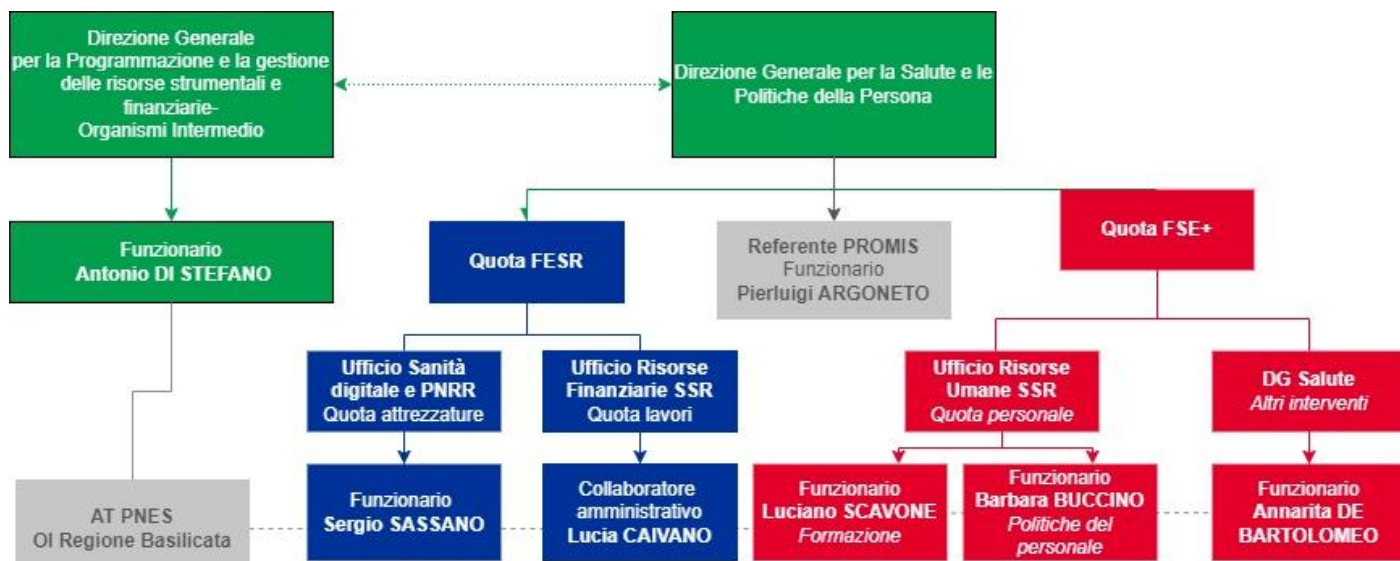 Direzione Generale
per la Programmazione e la gestione
delle risorse strumentali e
finanziarie-
Organismi Intermedio
Direzione Generale per la Salute e le
Politiche della Persona
Funzionario
Antonio DI STEFANO
Quota FESR
Referente PROMIS
Funzionario
Pierluigi ARGONETO
Quota FSE+
Ufficio Sanità
digitale e PNRR
Quota attrezzature
Ufficio Risorse
Finanziarie SSR
Quota lavori
Ufficio Risorse
Umane SSR
Quota personale
DG Salute
Altri interventi
AT PNES
OI Regione Basilicata
Funzionario
Sergio SASSANO
Collaboratore
amministrativo
Lucia CAIVANO
Funzionario
Luciano SCAVONE
Formazione
Funzionario
Barbara BUCCINO
Politiche del
personale
Funzionario
Annarita DE
BARTOLOMEO